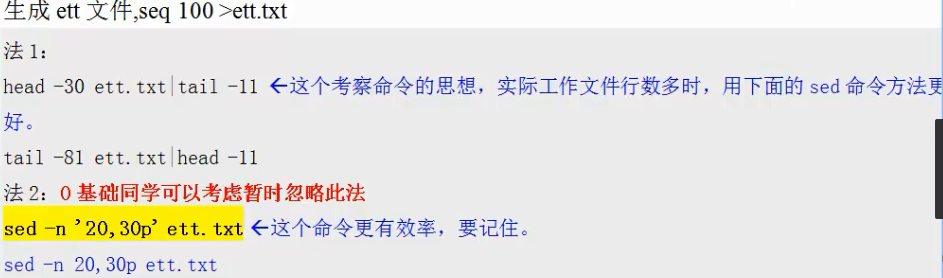 生成 ett 文件,seq 100 >ett.txt
法 1：
head -30 ett.txt|tail -11 ←这个考察命令的思想，实际工作文件行数多时，用下面的 sed 命令方法更
好。
tail -81 ett.txt|head -11
法 2：0 基础同学可以考虑暂时忽略此法
sed -n ’20,30p’ ett.txt ←这个命令更有效率，要记住。
sed -n 20,30p ett.txt